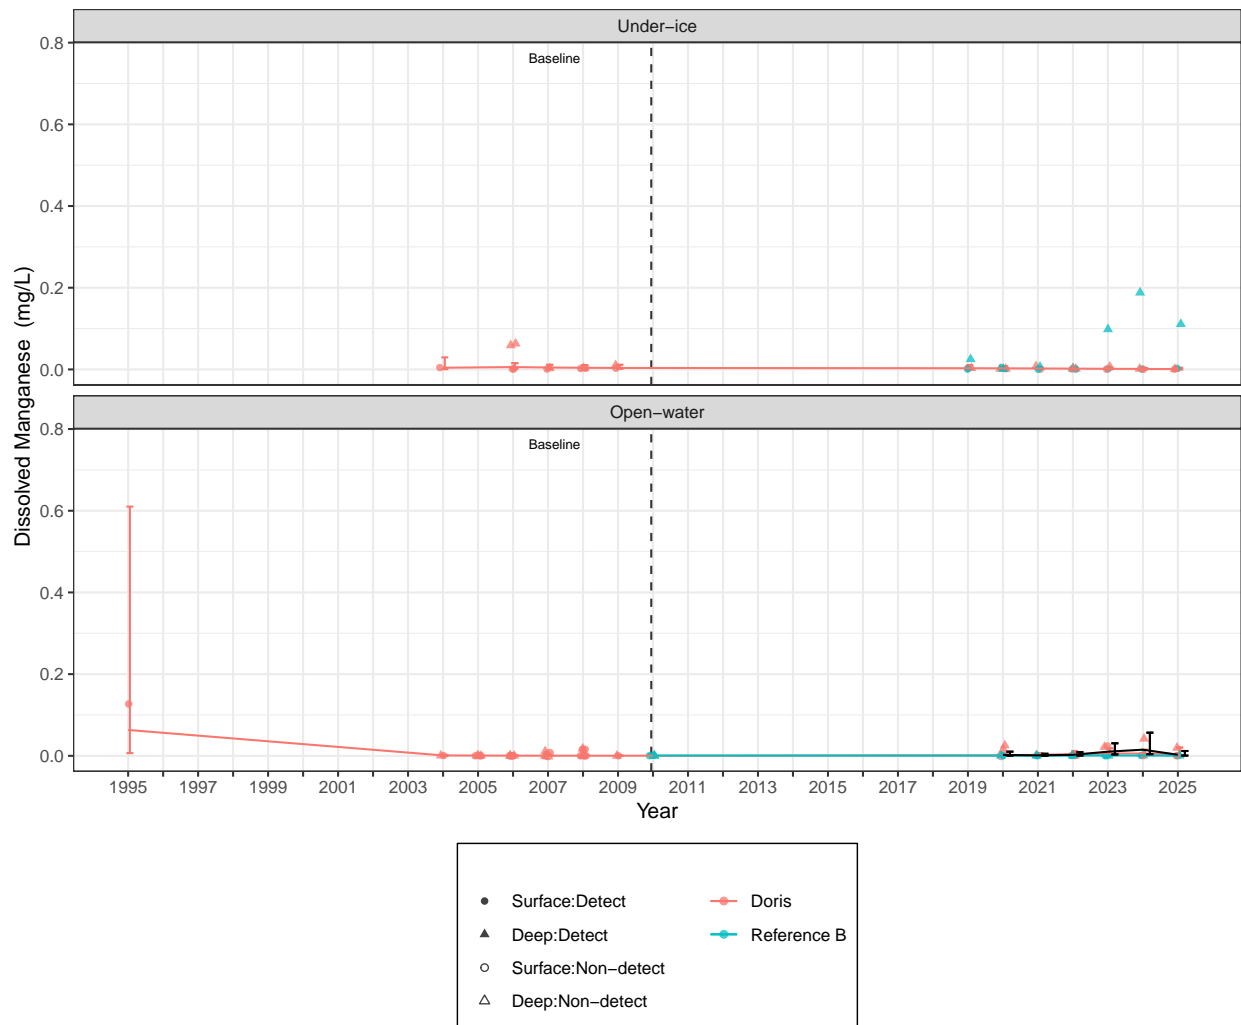 Under−ice
Baseline
0.8
0.6
0.4
0.2
0.0
Dissolved Manganese (mg/L)
Open−water
Baseline
0.8
0.6
0.4
0.2
0.0
1995 1997 1999 2001 2003 2005 2007 2009 2011 2013 2015 2017 2019 2021 2023 2025
Year
Surface:Detect
Deep:Detect
Surface:Non−detect
Deep:Non−detect
Doris
Reference B